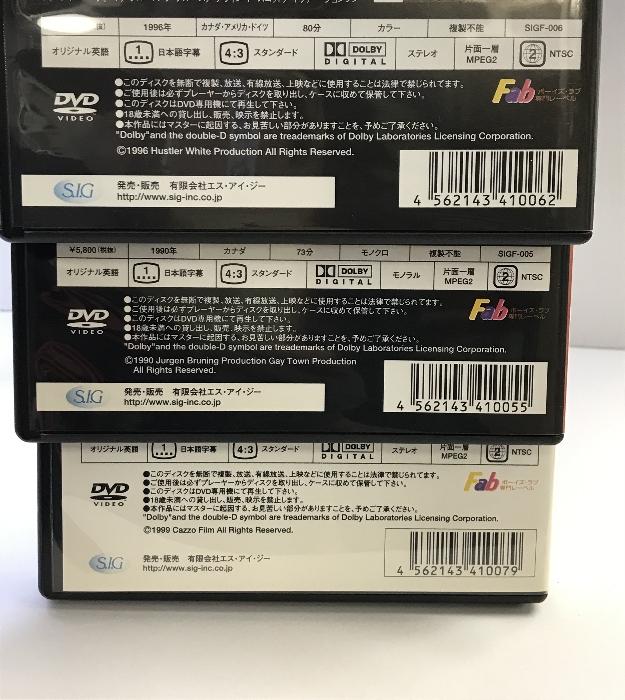 1996年 カナダ・アメリカ・ドイツ 80分 カラー 複製不能 SIGF-006
オリジナル英語 1 日本語字幕 4:3 スタンダード DOLBY DIGITAL ステレオ 片面一層 MPEG2 2 NTSC
DVD VIDEO
●このディスクを無断で複製、放送、有線放送、上映などに使用することは法律で禁じられてます。
●ご使用後は必ずプレーヤーからディスクを取り出し、ケースに収めて保管して下さい。
●このディスクはDVD専用機にて再生して下さい。
●18歳未満への貸し出し、販売、映示を禁止します。
●本作品にはマスターに起因する、お見苦しい部分がありますことを、予めご了承ください。
"Dolby"and the double-D symbol are treademarks of Dolby Laboratories Licensing Corporation.
©1996 Hustler White Production All Rights Reserved.
Fab ボーイズ・ラブ
専門レーベル
S.I.G 発売・販売 有限会社エス・アイ・ジー
http://www.sig-inc.co.jp
4 562143 410062
¥5,800(税抜) 1990年 カナダ 73分 モノクロ 複製不能 SIGF-005
オリジナル英語 1 日本語字幕 4:3 スタンダード DOLBY DIGITAL モノラル 片面一層 MPEG2 2 NTSC
DVD VIDEO
●このディスクを無断で複製、放送、有線放送、上映などに使用することは法律で禁じられてます。
●ご使用後は必ずプレーヤーからディスクを取り出し、ケースに収めて保管して下さい。
●このディスクはDVD専用機にて再生して下さい。
●18歳未満への貸し出し、販売、映示を禁止します。
●本作品にはマスターに起因する、お見苦しい部分がありますことを、予めご了承ください。
"Dolby"and the double-D symbol are treademarks of Dolby Laboratories Licensing Corporation.
©1990 Jurgen Bruning Production Gay Town Production
All Rights Reserved.
Fab ボーイズ・ラブ
専門レーベル
S.I.G 発売・販売 有限会社エス・アイ・ジー
http://www.sig-inc.co.jp
4 562143 410055
オリジナル英語 1 日本語字幕 4:3 スタンダード DOLBY DIGITAL ステレオ 片面一層 MPEG2 2 NTSC
DVD VIDEO
●このディスクを無断で複製、放送、有線放送、上映などに使用することは法律で禁じられてます。
●ご使用後は必ずプレーヤーからディスクを取り出し、ケースに収めて保管して下さい。
●このディスクはDVD専用機にて再生して下さい。
●18歳未満への貸し出し、販売、映示を禁止します。
●本作品にはマスターに起因する、お見苦しい部分がありますことを、予めご了承ください。
"Dolby"and the double-D symbol are treademarks of Dolby Laboratories Licensing Corporation.
©1999 Cazzo Film All Rights Reserved.
Fab ボーイズ・ラブ
専門レーベル
S.I.G 発売・販売 有限会社エス・アイ・ジー
http://www.sig-inc.co.jp
4 562143 410079